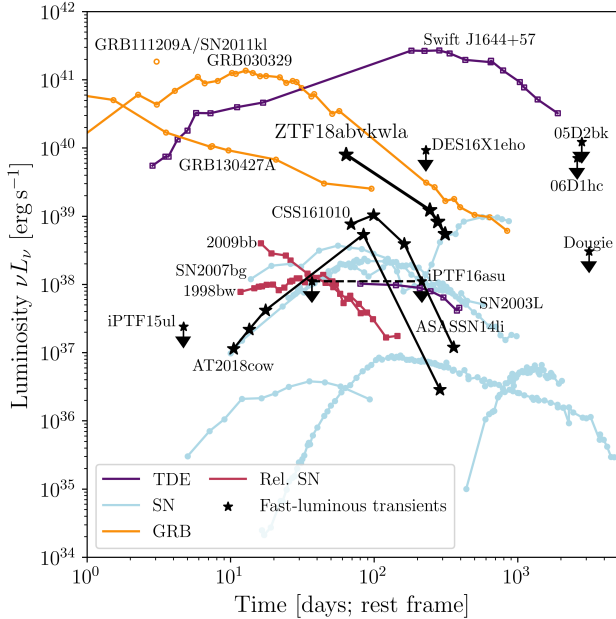 10^42
10^41
10^40
10^39
10^38
10^37
10^36
10^35
10^34
Luminosity νL_ν [erg s^−1]
GRB111209A/SN2011kl
Swift J1644+57
GRB030329
ZTF18abvkwla
DES16X1eho
05D2bk
GRB130427A
06D1hc
CSS161010
2009bb
Dougie
SN2007bg
iPTF16asu
1998bw
SN2003L
iPTF15ul
ASASSN14li
AT2018cow
TDE
SN
GRB
Rel. SN
Fast-luminous transients
10^0
10^1
10^2
10^3
Time [days; rest frame]